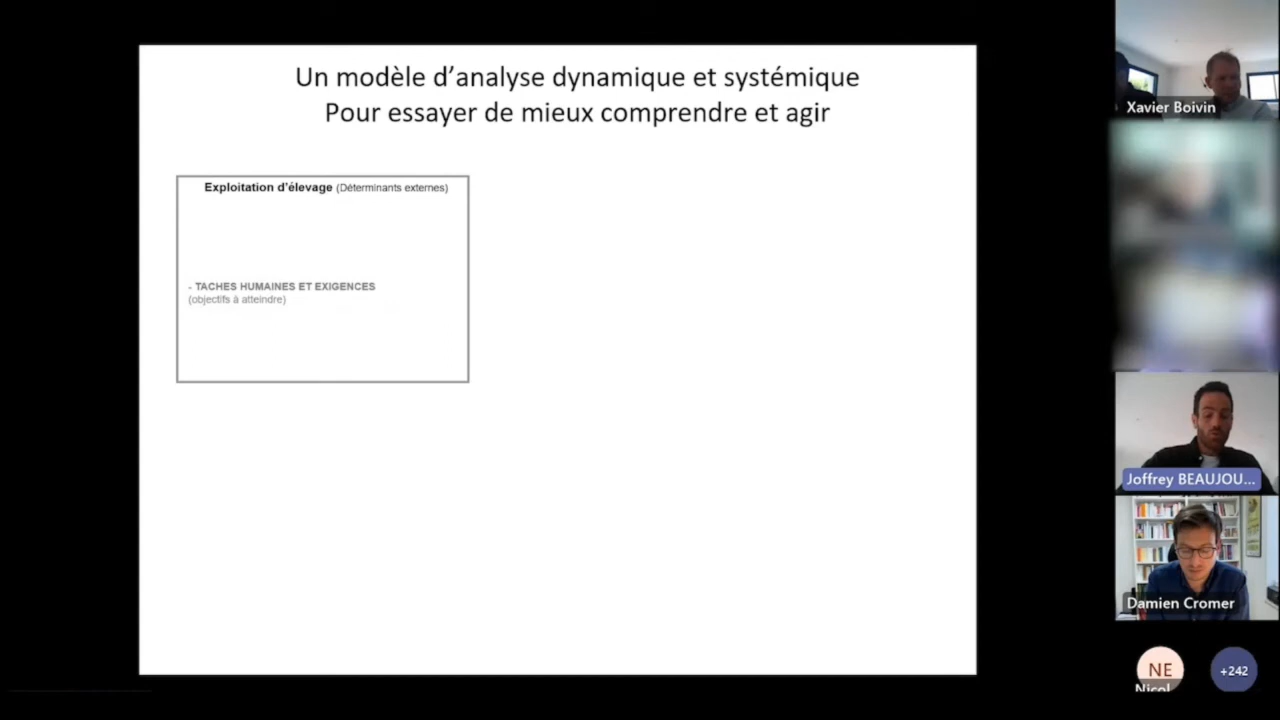 Un modèle d'analyse dynamique et systémique
Pour essayer de mieux comprendre et agir
Exploitation d'élevage (Déterminants externes)
- TACHES HUMAINES ET EXIGENCES
(objectifs à atteindre)
Xavier Boivin
Joffrey BEAUJOU...
Damien Cromer
NE
Nicol
+242